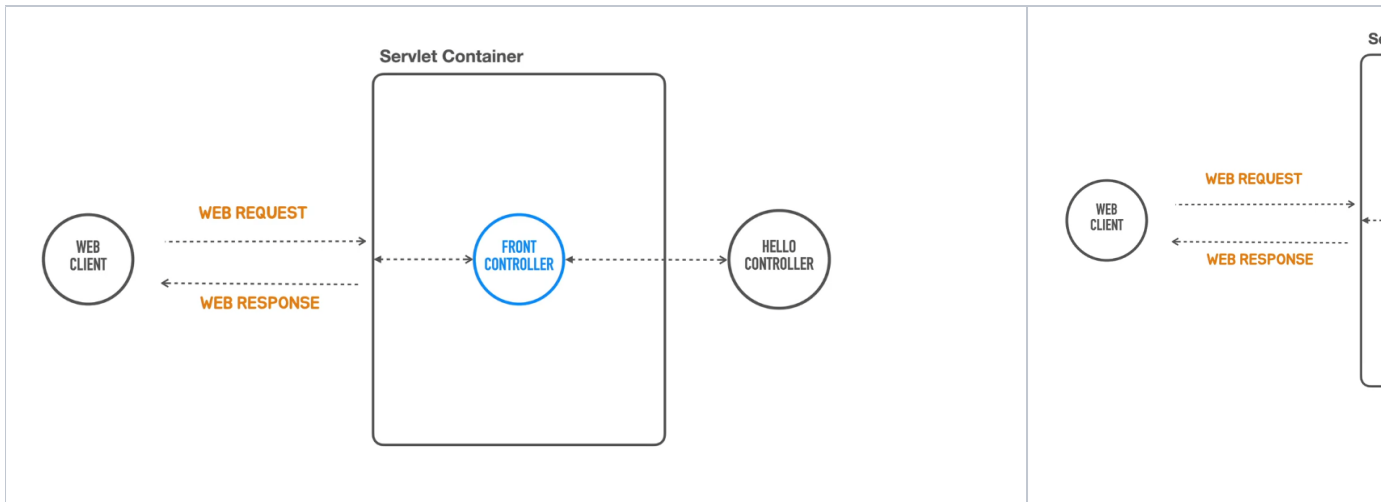 Servlet Container
WEB REQUEST
WEB
CLIENT
FRONT
CONTROLLER
HELLO
CONTROLLER
WEB RESPONSE
WEB REQUEST
WEB
CLIENT
WEB RESPONSE